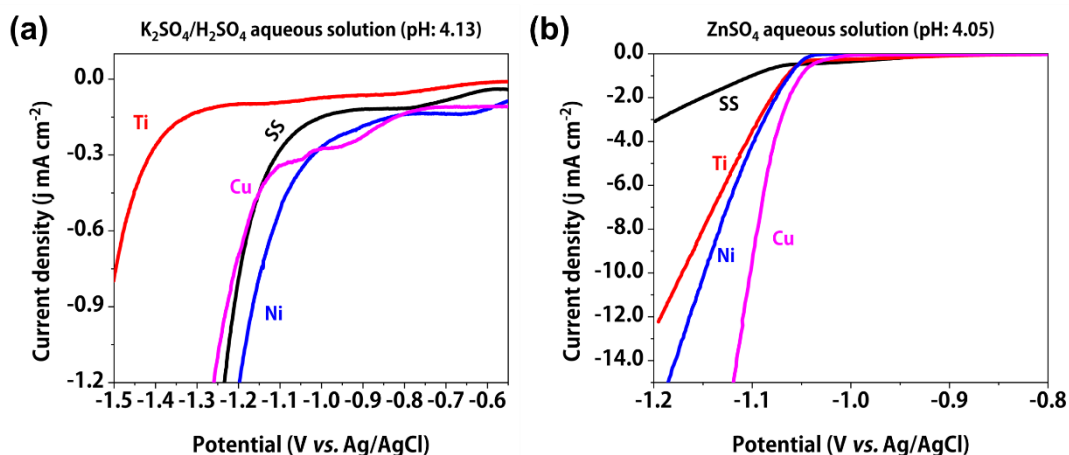 (a)
K₂SO₄/H₂SO₄ aqueous solution (pH: 4.13)
Current density (j mA cm⁻²)
0.0
-0.3
-0.6
-0.9
-1.2
Ti
SS
Cu
Ni
-1.5 -1.4 -1.3 -1.2 -1.1 -1.0 -0.9 -0.8 -0.7 -0.6
Potential (V vs. Ag/AgCl)
(b)
ZnSO₄ aqueous solution (pH: 4.05)
Current density (j mA cm⁻²)
0.0
-2.0
-4.0
-6.0
-8.0
-10.0
-12.0
-14.0
SS
Ti
Ni
Cu
-1.2 -1.1 -1.0 -0.9 -0.8
Potential (V vs. Ag/AgCl)